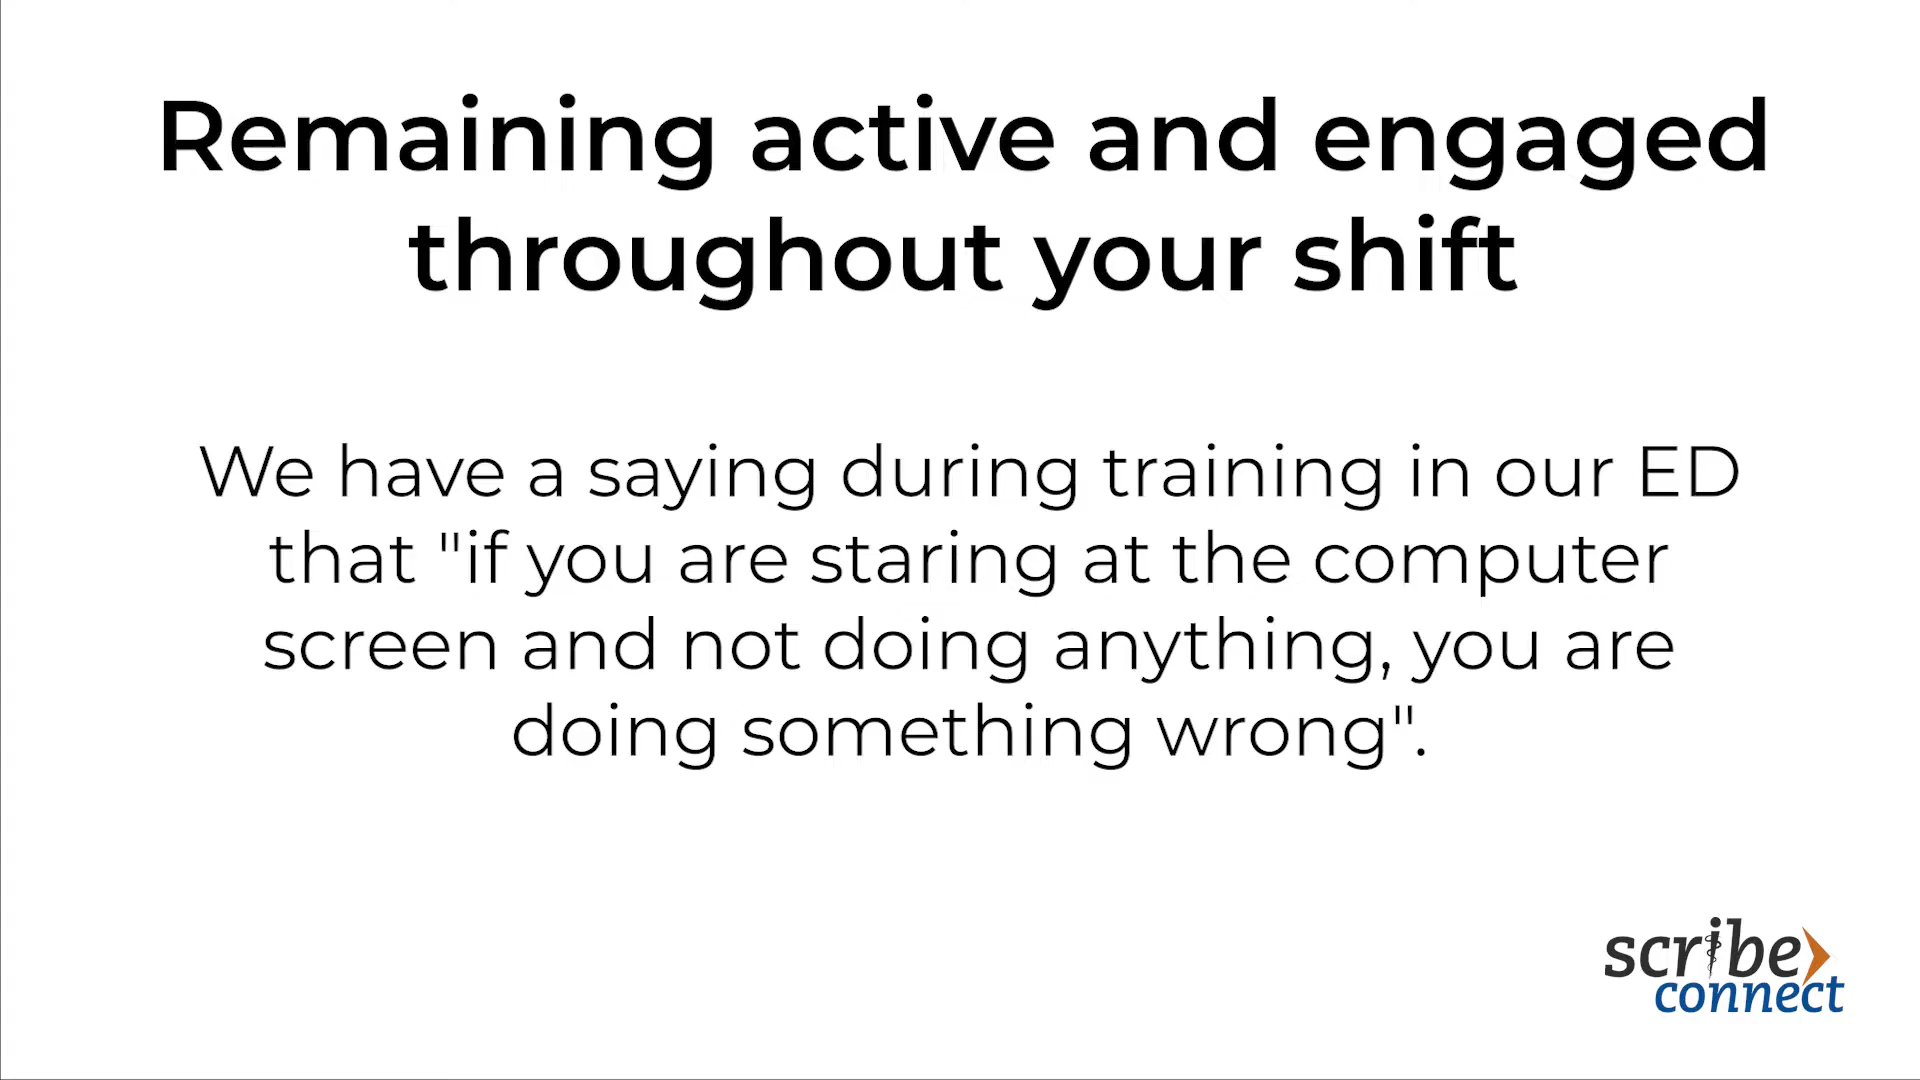 Remaining active and engaged
throughout your shift
We have a saying during training in our ED
that "if you are staring at the computer
screen and not doing anything, you are
doing something wrong".
scribe
connect